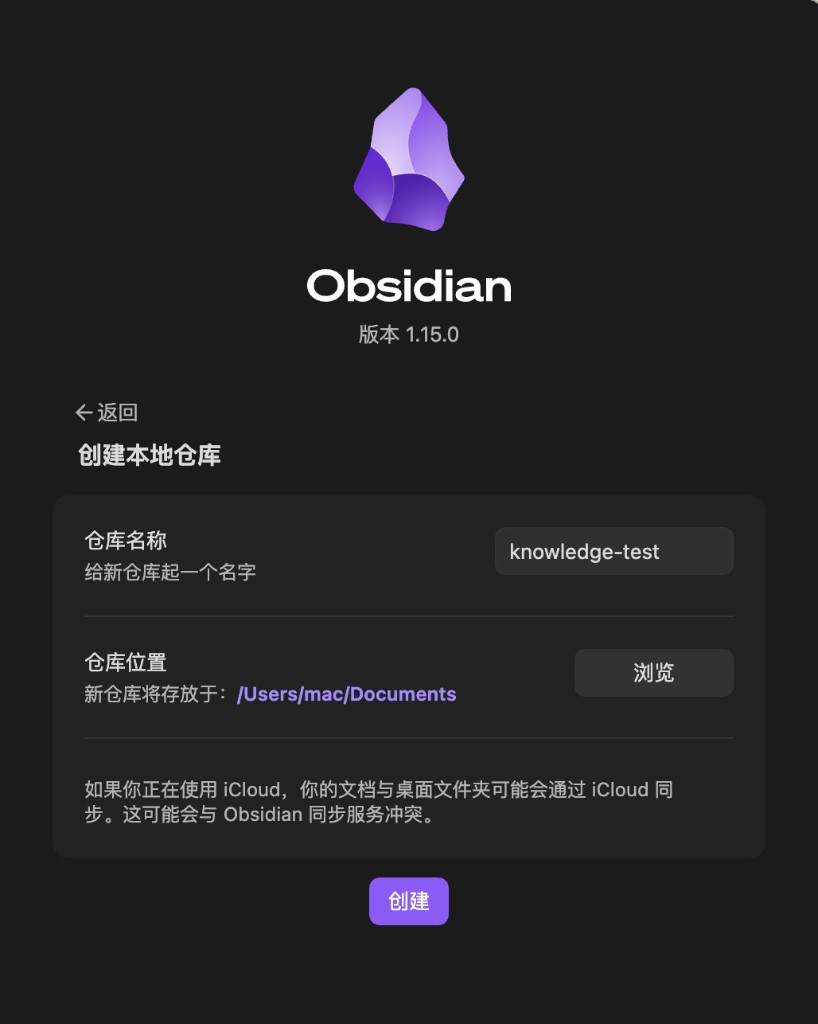 Obsidian
版本 1.15.0
返回
创建本地仓库
仓库名称
给新仓库起一个名字
knowledge-test
仓库位置
新仓库将存放于：/Users/mac/Documents
浏览
如果你正在使用 iCloud，你的文档与桌面文件夹可能会通过 iCloud 同
步。这可能会与 Obsidian 同步服务冲突。
创建